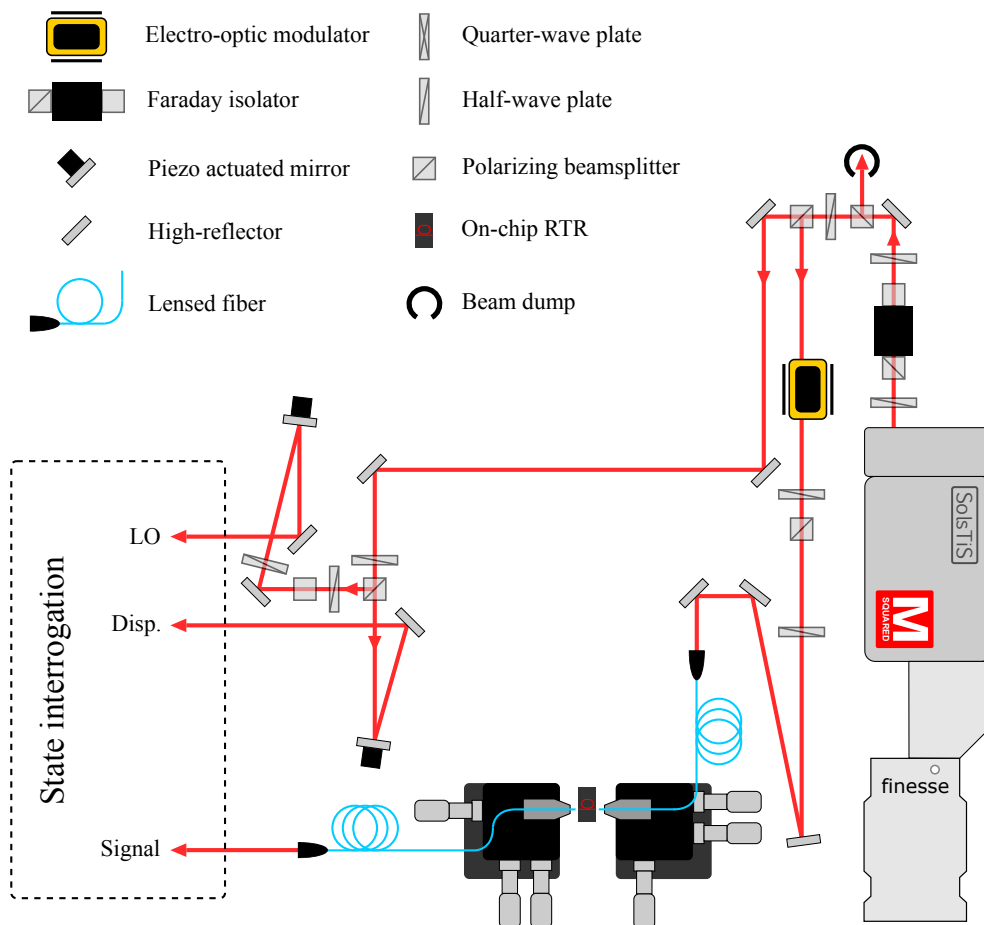 Electro-optic modulator
Quarter-wave plate
Faraday isolator
Half-wave plate
Piezo actuated mirror
Polarizing beamsplitter
High-reflector
On-chip RTR
Lensed fiber
Beam dump
SolsTiS
M
SQUARED
finesse
State interrogation
LO
Disp.
Signal